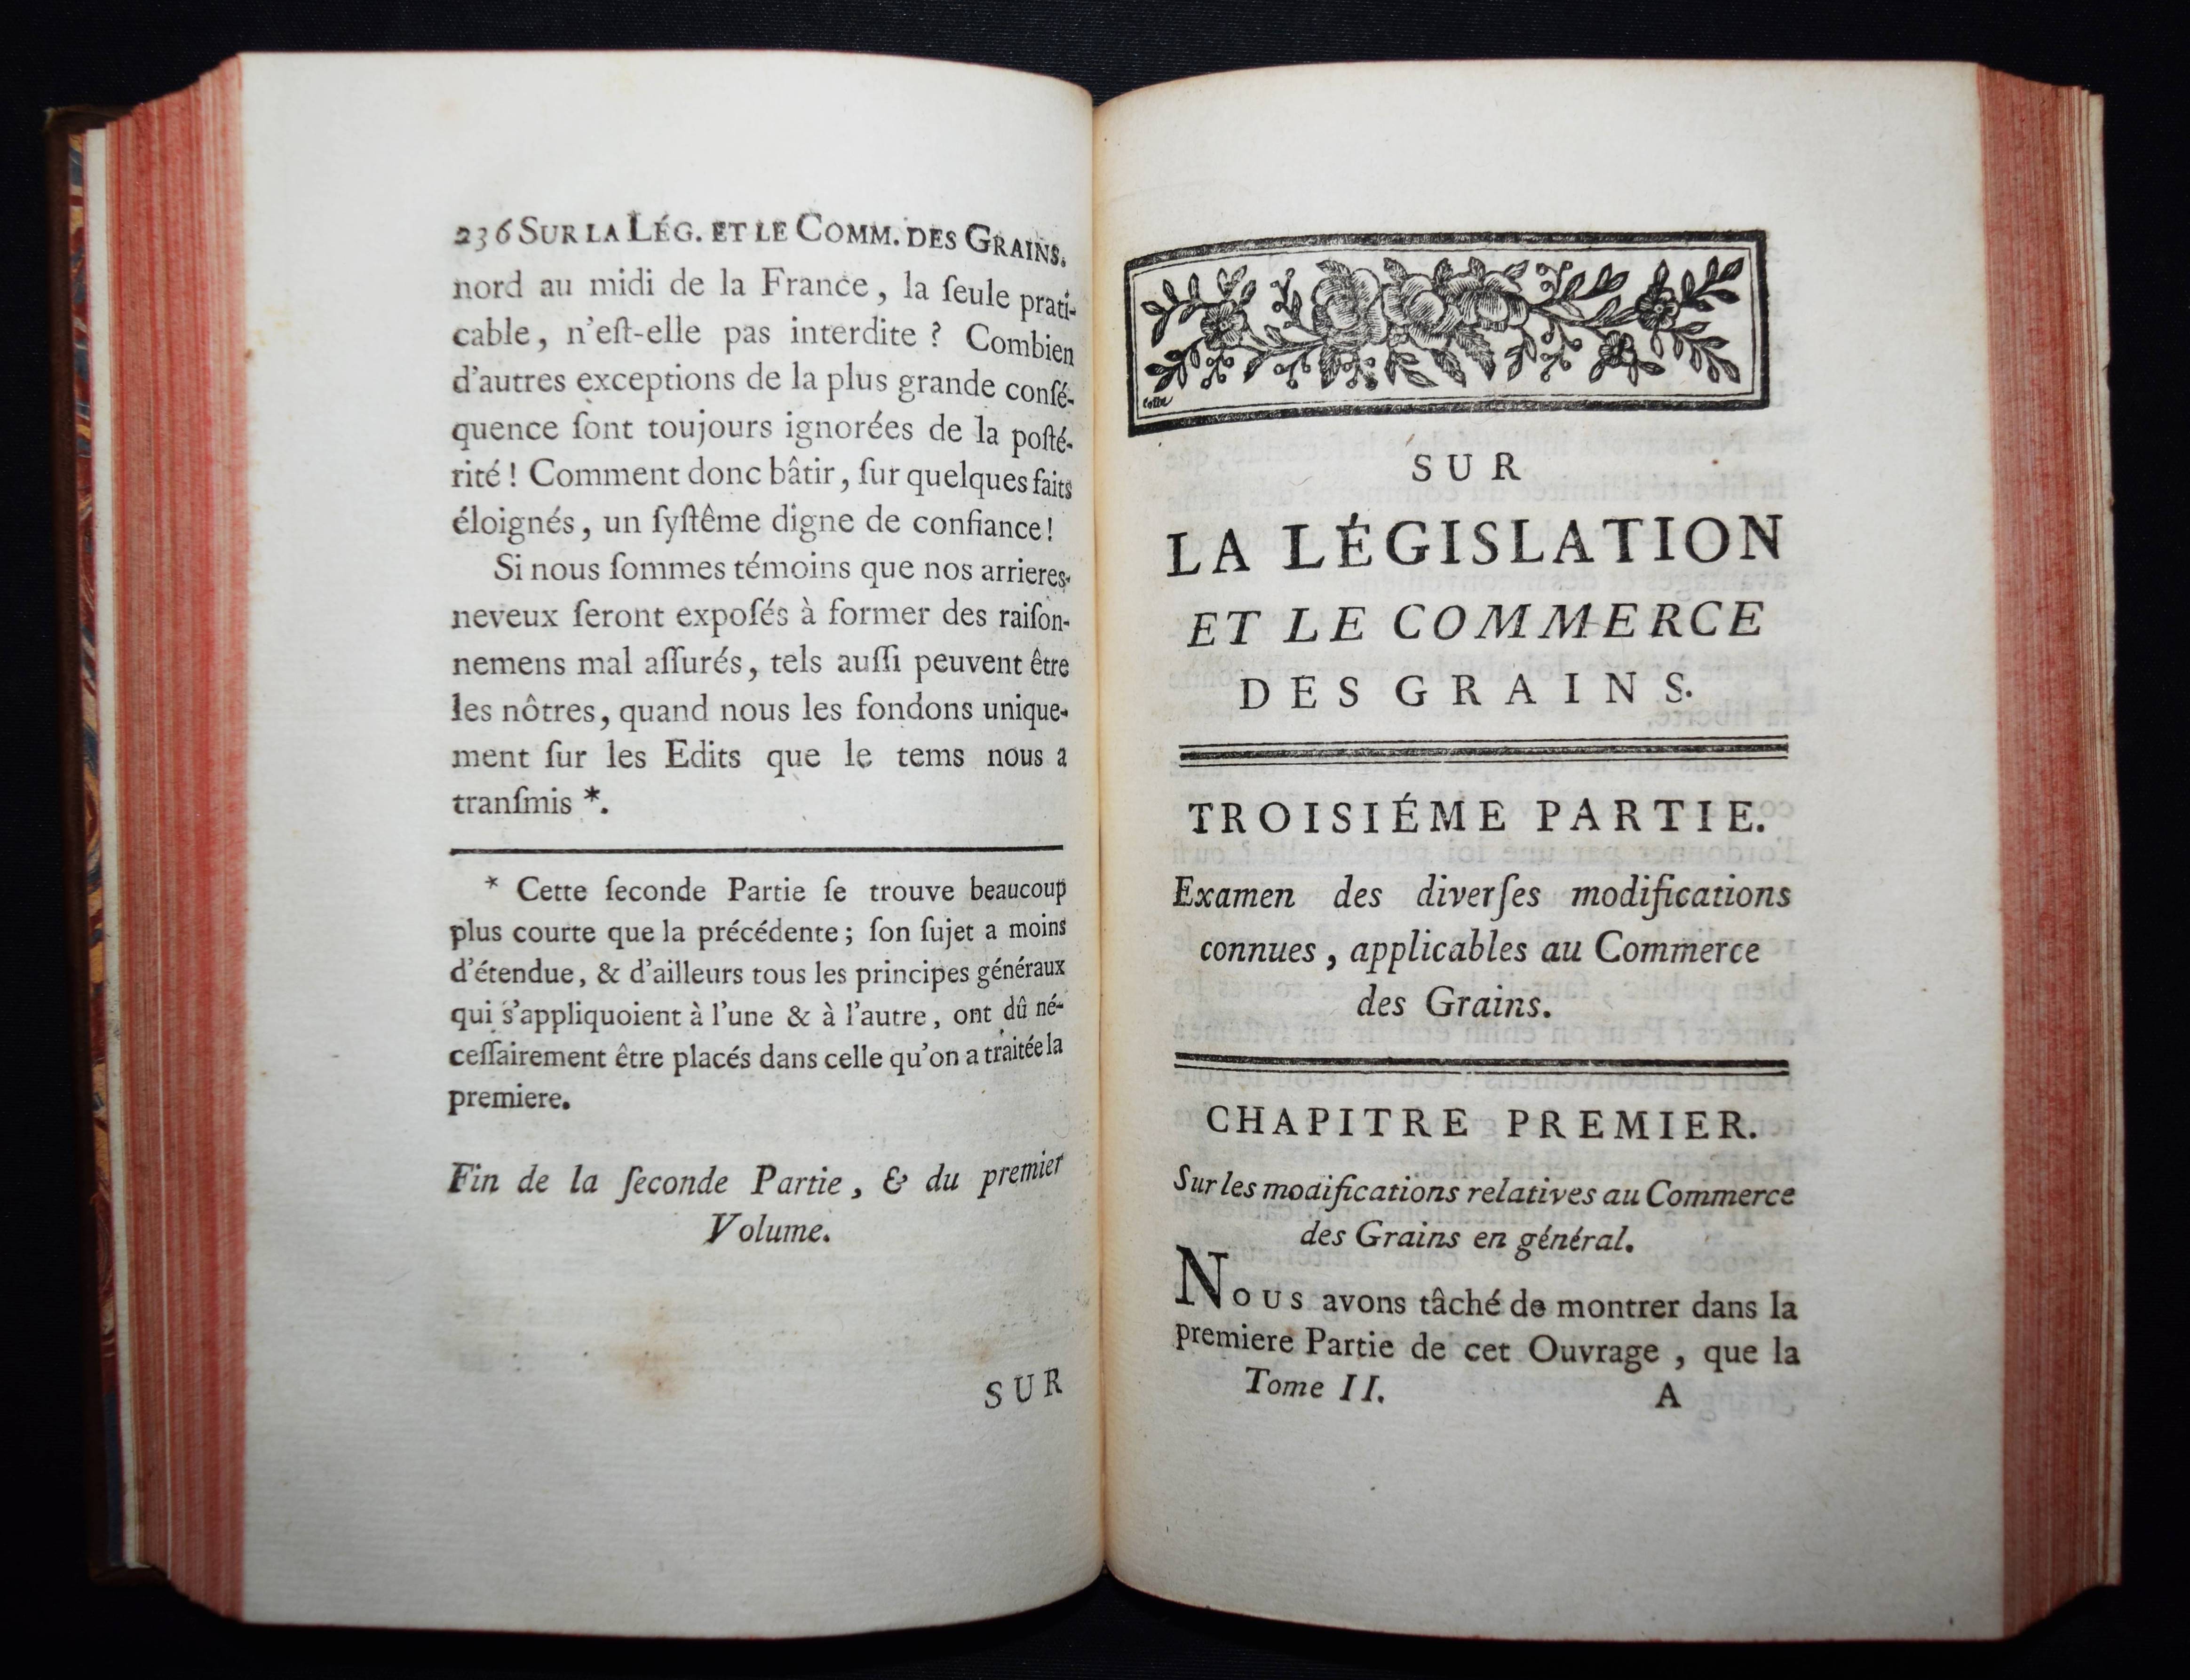 236 SUR LA LÉG. ET LE COMM. DES GRAINS.
nord au midi de la France, la ſeule prati-
cable, n'eſt-elle pas interdite ? Combien
d'autres exceptions de la plus grande conſé-
quence ſont toujours ignorées de la poſté-
rité ! Comment donc bâtir, ſur quelques faits
éloignés, un ſyſtême digne de confiance !
Si nous ſommes témoins que nos arrieres-
neveux ſeront expoſés à former des raiſon-
nemens mal aſſurés, tels auſſi peuvent être
les nôtres, quand nous les fondons unique-
ment ſur les Edits que le tems nous a
tranſmis *.
* Cette ſeconde Partie ſe trouve beaucoup
plus courte que la précédente ; ſon ſujet a moins
d'étendue, & d'ailleurs tous les principes généraux
qui s'appliquoient à l'une & à l'autre, ont dû né-
ceſſairement être placés dans celle qu'on a traitée la
premiere.
Fin de la ſeconde Partie, & du premier
Volume.
SUR
SUR
LA LÉGISLATION
ET LE COMMERCE
DES GRAINS.
TROISIÉME PARTIE.
Examen des diverſes modifications
connues, applicables au Commerce
des Grains.
CHAPITRE PREMIER.
Sur les modifications relatives au Commerce
des Grains en général.
NOUS avons tâché de montrer dans la
premiere Partie de cet Ouvrage, que la
Tome II. A